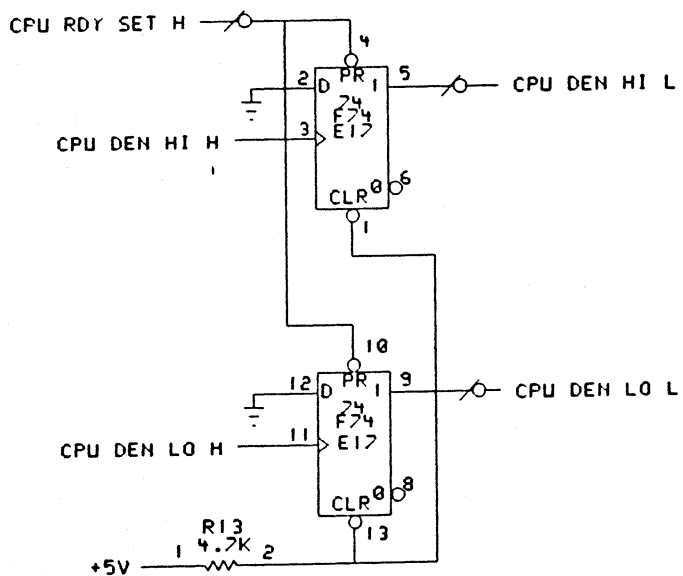 CPU RDY SET H
4
PR
2 D 1 5 CPU DEN HI L
74
F74
3 E17
CPU DEN HI H
0 6
CLR
1
10
PR
12 D 1 9 CPU DEN LO L
74
F74
11 E17
CPU DEN LO H
0 8
CLR
13
R13
4.7K
1 2
+5V